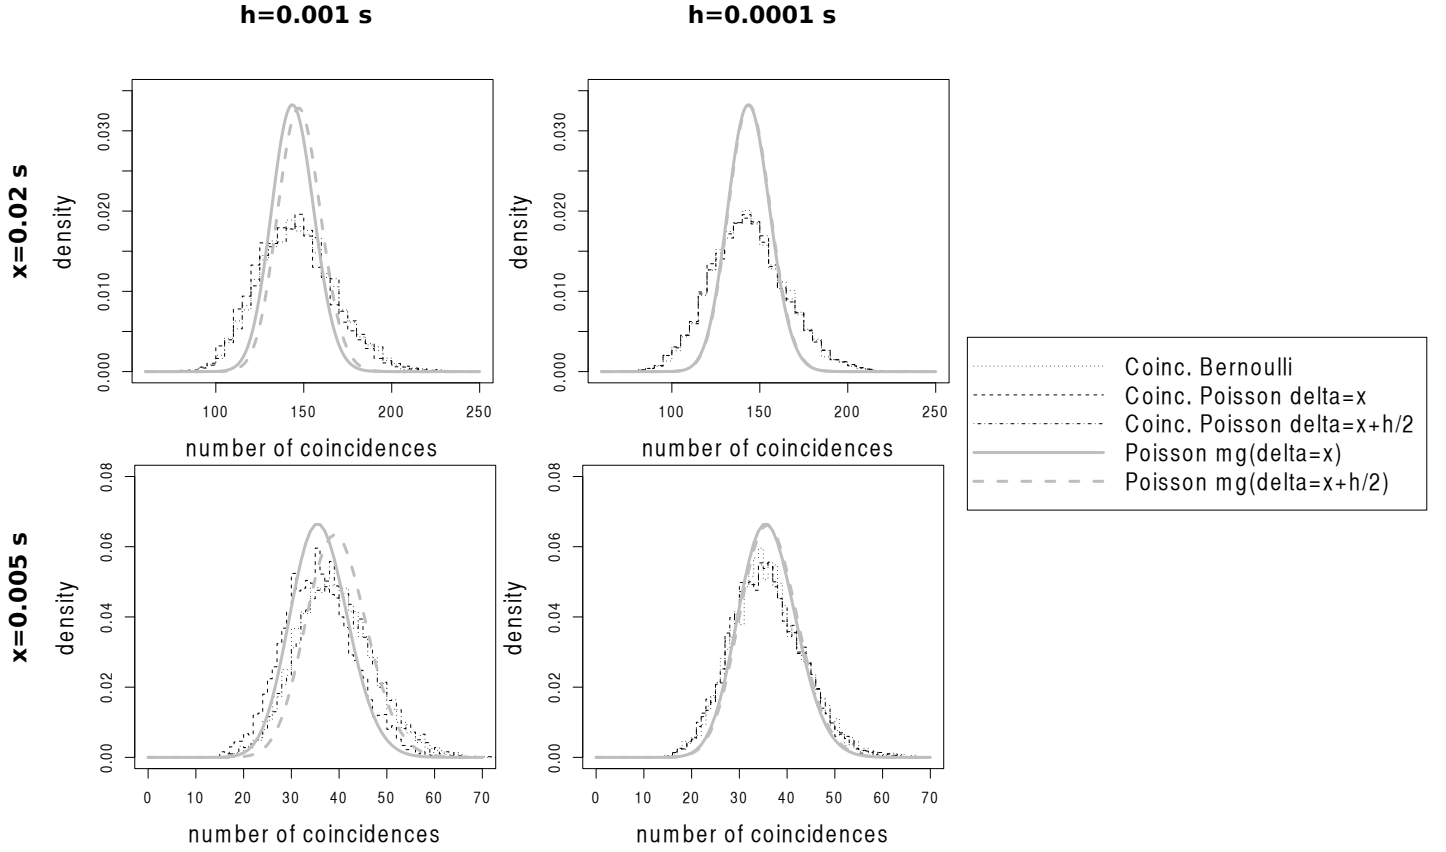 h=0.001 s
h=0.0001 s
x=0.02 s
density
0.000
0.010
0.020
0.030
100
150
200
250
number of coincidences
density
0.000
0.010
0.020
0.030
100
150
200
250
number of coincidences
Coinc. Bernoulli
Coinc. Poisson delta=x
Coinc. Poisson delta=x+h/2
Poisson mg(delta=x)
Poisson mg(delta=x+h/2)
x=0.005 s
density
0.00
0.02
0.04
0.06
0.08
0
10
20
30
40
50
60
70
number of coincidences
density
0.00
0.02
0.04
0.06
0.08
0
10
20
30
40
50
60
70
number of coincidences